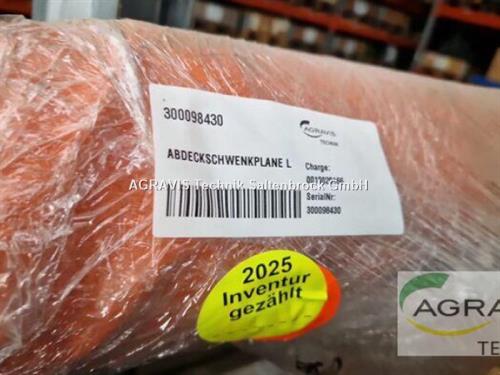 300098430
AGRAVIS
TECHNIK
ABDECKSCHWENKPLANE L
Charge:
AGRAVIS Technik Saltenbrock GmbH
SerialNr:
300098430
2025
Inventur
gezählt
AGRA
TE